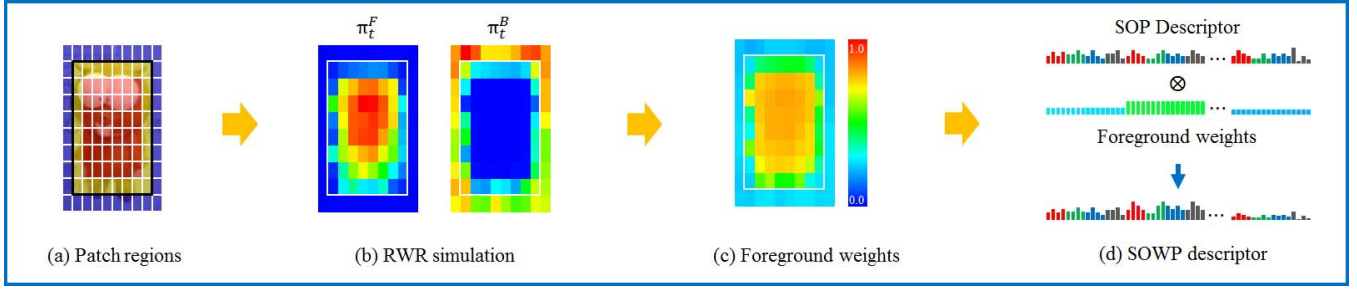 π_t^F
π_t^B
1.0
0.0
SOP Descriptor
⊗
...
...
Foreground weights
...
(a) Patch regions
(b) RWR simulation
(c) Foreground weights
(d) SOWP descriptor